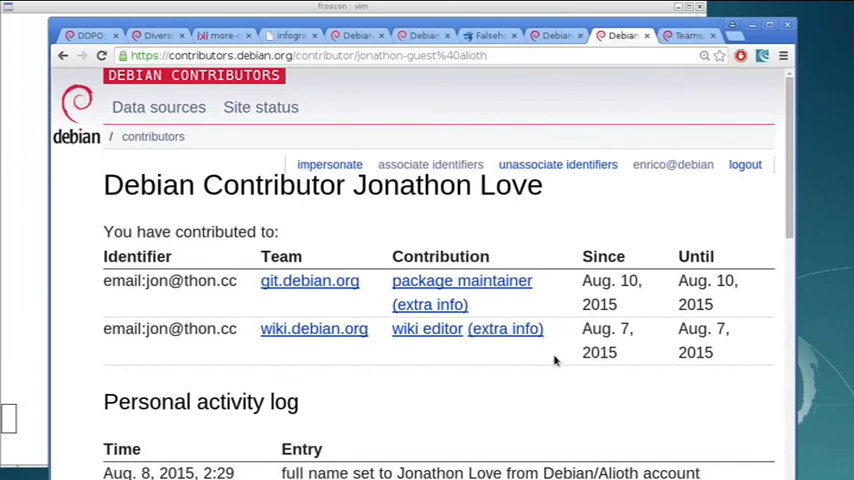 froscon : vim
DDPO: Diversi bli more- infogra Debian Debian Falseh Debian Debian Teams
https://contributors.debian.org/contributor/jonathon-guest%40alioth
DEBIAN CONTRIBUTORS
Data sources Site status
debian / contributors
impersonate associate identifiers unassociate identifiers enrico@debian logout
Debian Contributor Jonathon Love
You have contributed to:
Identifier Team Contribution Since Until
email:jon@thon.cc git.debian.org package maintainer Aug. 10, Aug. 10,
(extra info) 2015 2015
email:jon@thon.cc wiki.debian.org wiki editor (extra info) Aug. 7, Aug. 7,
2015 2015
Personal activity log
Time Entry
Aug. 8, 2015, 2:29 full name set to Jonathon Love from Debian/Alioth account